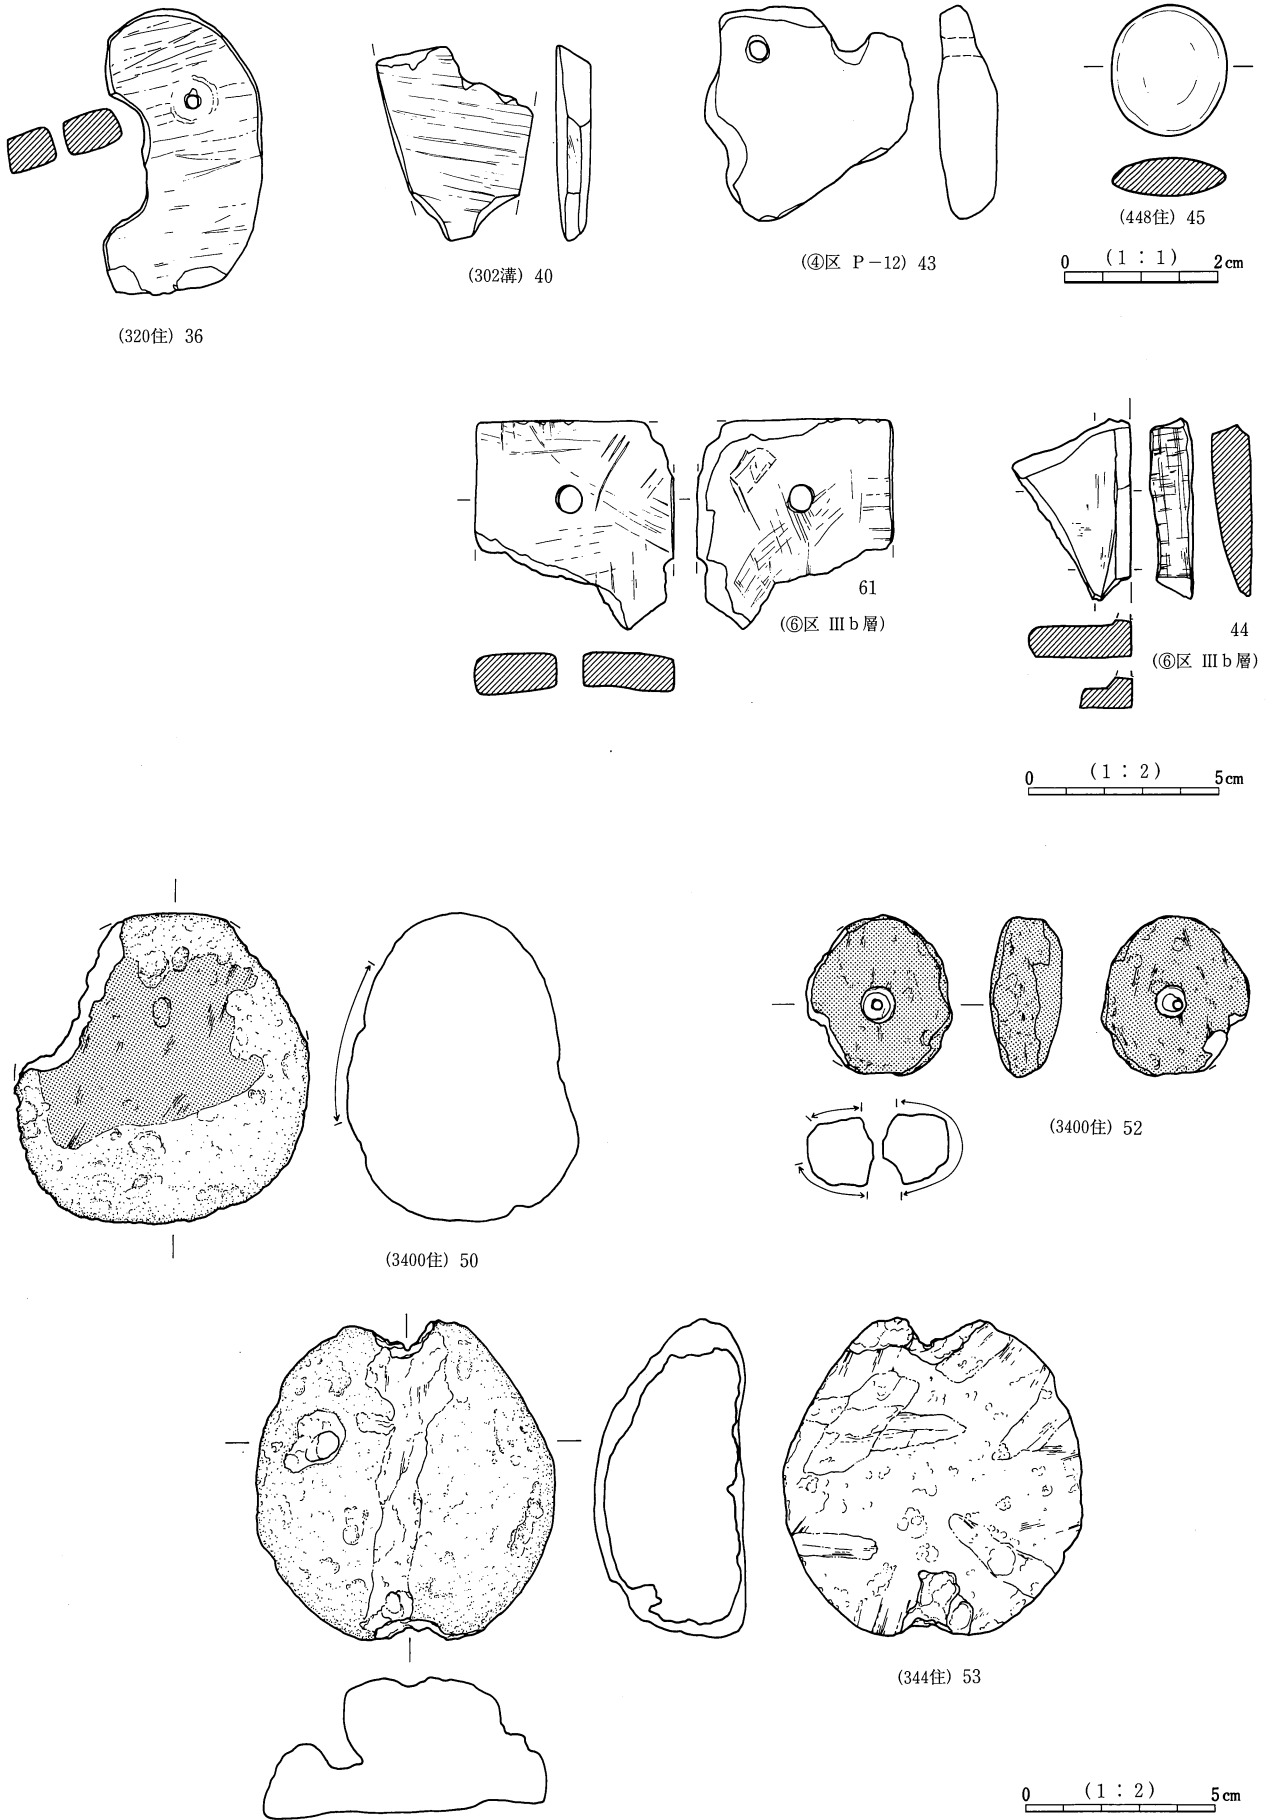 (320住) 36
(302溝) 40
(④区 P-12) 43
(448住) 45
0 (1:1) 2cm
61
(⑥区 Ⅲb層)
44
(⑥区 Ⅲb層)
0 (1:2) 5cm
(3400住) 50
(3400住) 52
(344住) 53
0 (1:2) 5cm